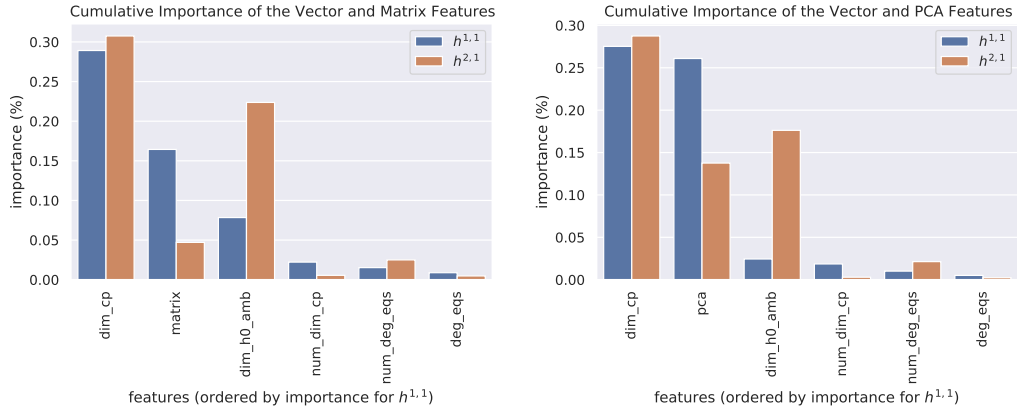 Cumulative Importance of the Vector and Matrix Features
importance (%)
0.30
0.25
0.20
0.15
0.10
0.05
0.00
h^{1,1}
h^{2,1}
dim_cp
matrix
dim_h0_amb
num_dim_cp
num_deg_eqs
deg_eqs
features (ordered by importance for h^{1,1})
Cumulative Importance of the Vector and PCA Features
importance (%)
0.30
0.25
0.20
0.15
0.10
0.05
0.00
h^{1,1}
h^{2,1}
dim_cp
pca
dim_h0_amb
num_dim_cp
num_deg_eqs
deg_eqs
features (ordered by importance for h^{1,1})